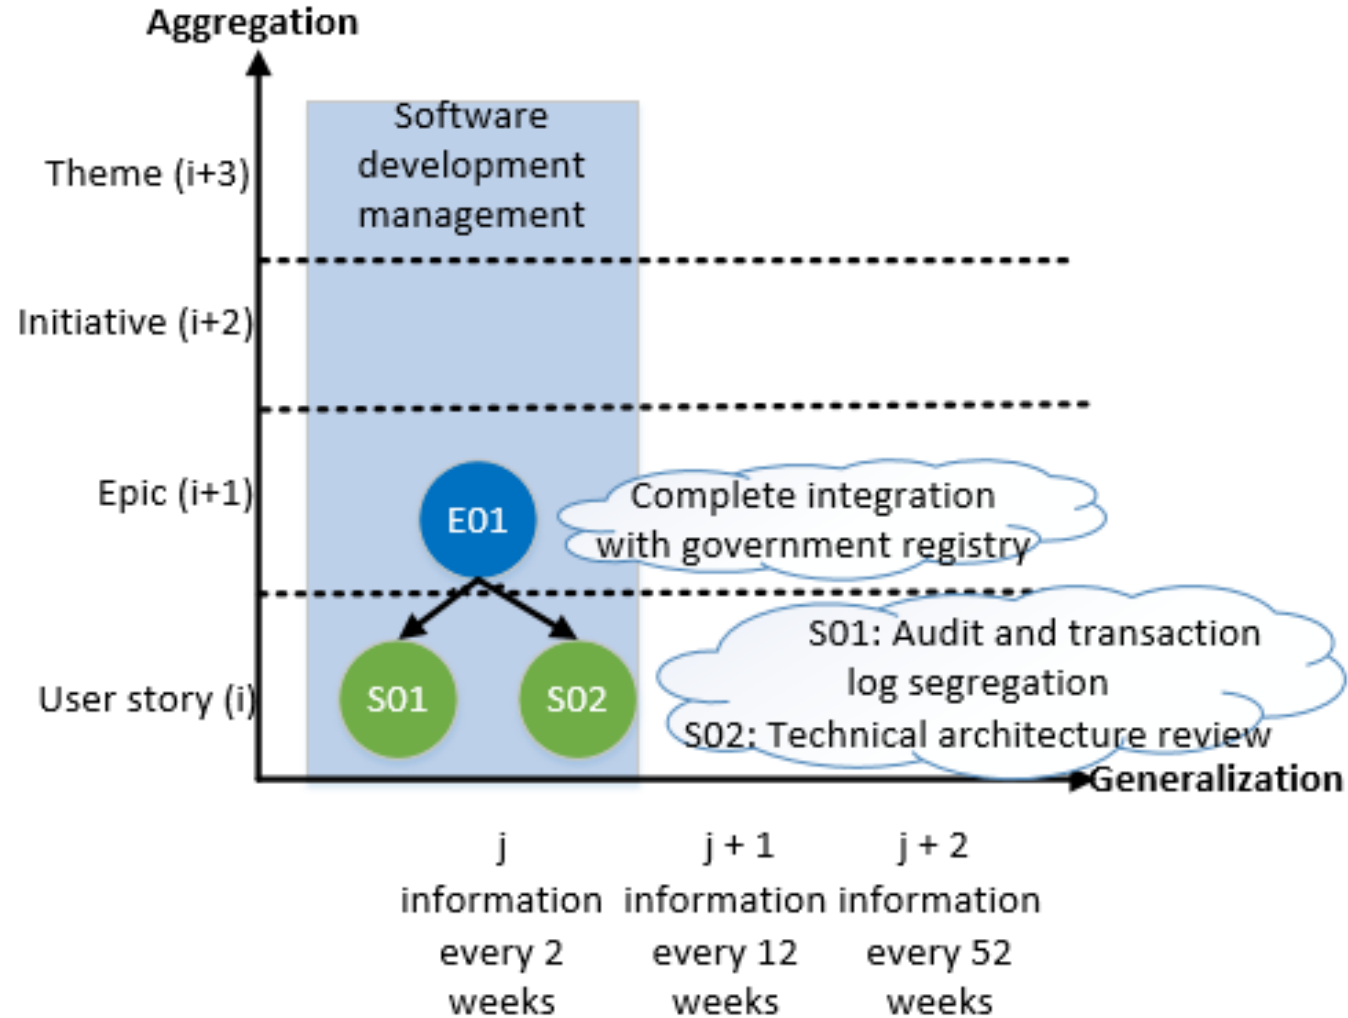 Aggregation
Software
development
management
Theme (i+3)
Initiative (i+2)
Epic (i+1)
E01
Complete integration
with government registry
User story (i)
S01
S02
S01: Audit and transaction
log segregation
S02: Technical architecture review
Generalization
j
information
every 2
weeks
j + 1
information
every 12
weeks
j + 2
information
every 52
weeks